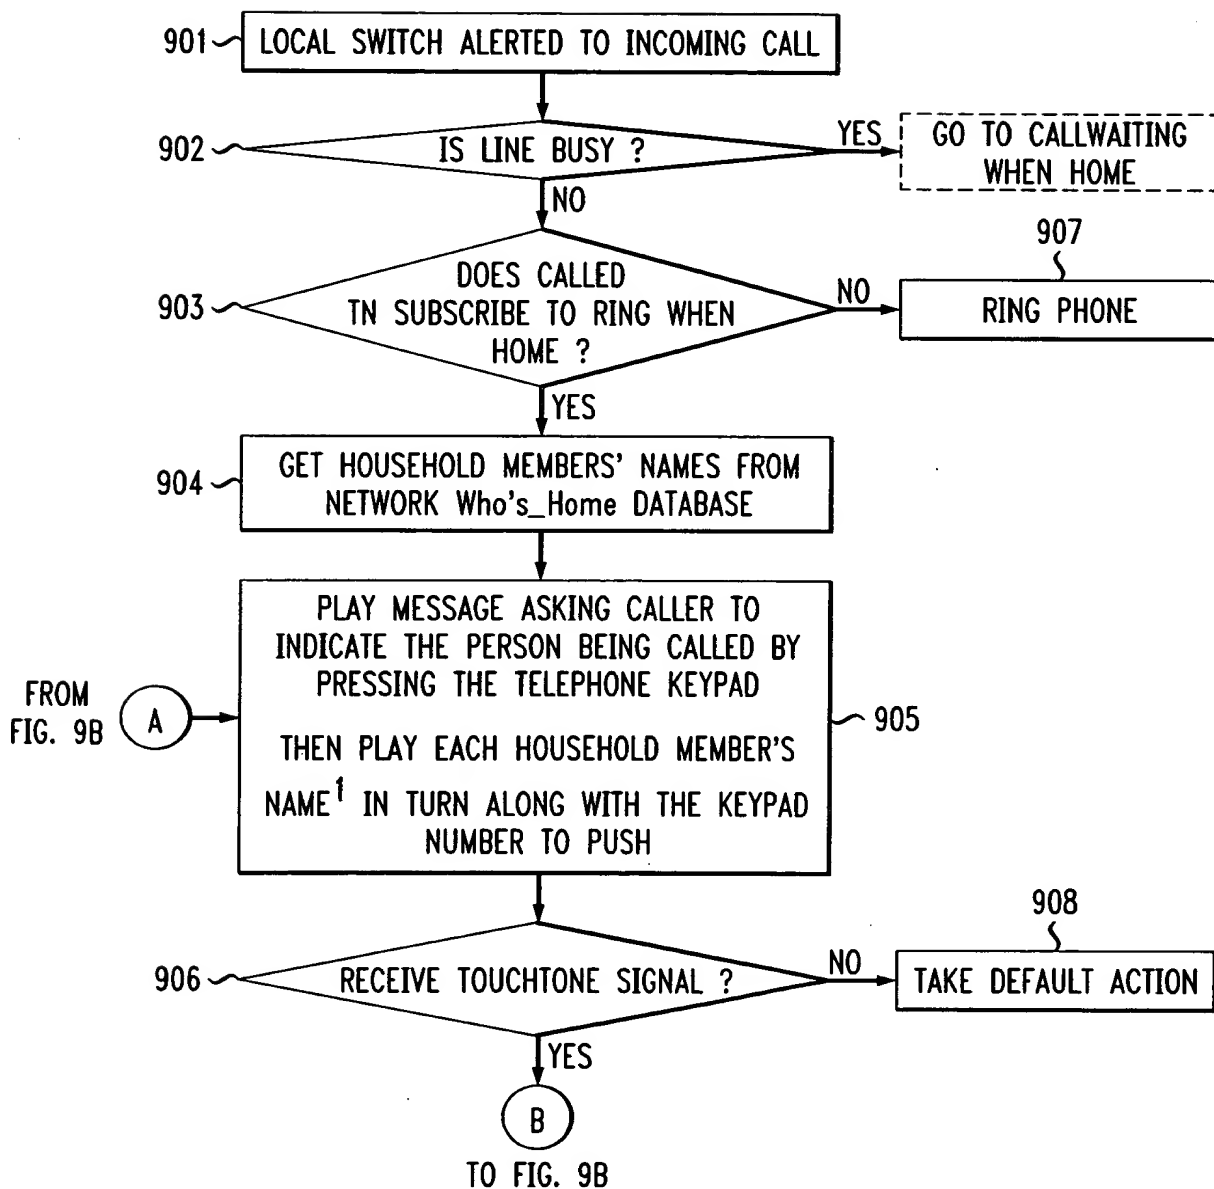 901
LOCAL SWITCH ALERTED TO INCOMING CALL
902
IS LINE BUSY ?
YES
GO TO CALLWAITING
WHEN HOME
NO
907
903
DOES CALLED
TN SUBSCRIBE TO RING WHEN
HOME ?
NO
RING PHONE
YES
904
GET HOUSEHOLD MEMBERS' NAMES FROM
NETWORK Who's_Home DATABASE
FROM
FIG. 9B
A
PLAY MESSAGE ASKING CALLER TO
INDICATE THE PERSON BEING CALLED BY
PRESSING THE TELEPHONE KEYPAD
THEN PLAY EACH HOUSEHOLD MEMBER'S
NAME¹ IN TURN ALONG WITH THE KEYPAD
NUMBER TO PUSH
905
908
906
RECEIVE TOUCHTONE SIGNAL ?
NO
TAKE DEFAULT ACTION
YES
B
TO FIG. 9B